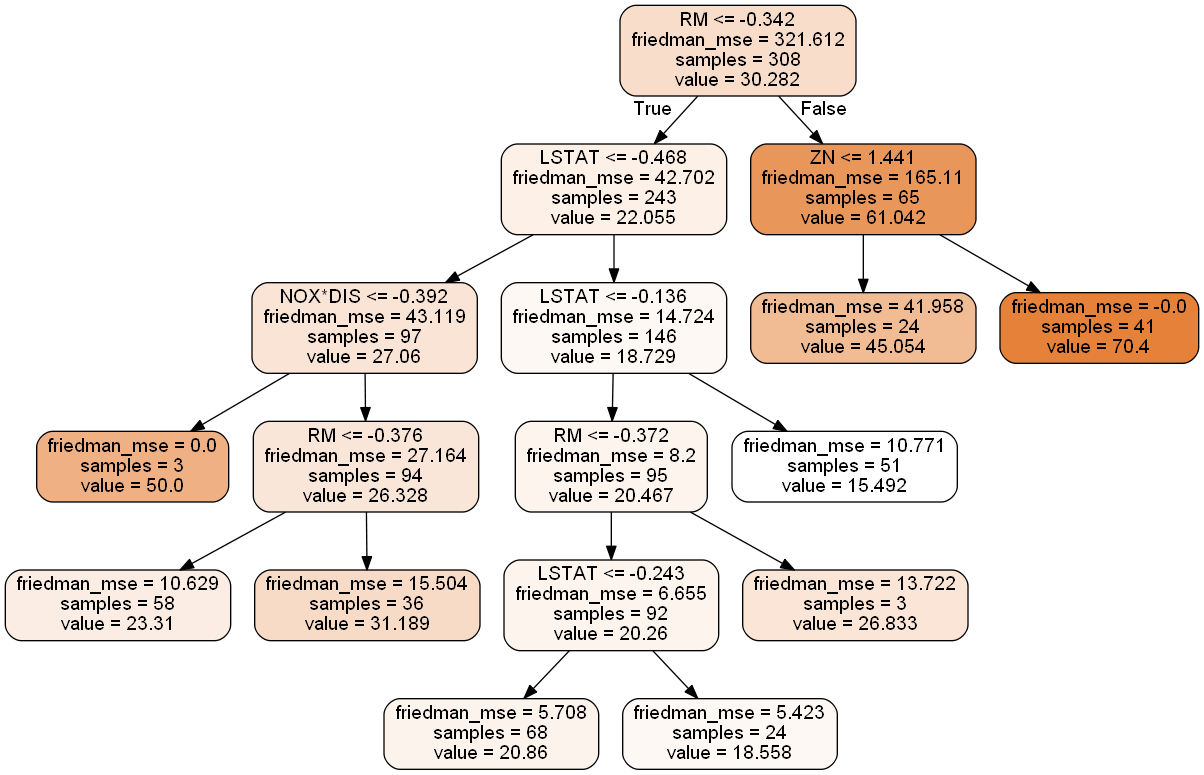 RM <= -0.342
friedman_mse = 321.612
samples = 308
value = 30.282
True
False
LSTAT <= -0.468
friedman_mse = 42.702
samples = 243
value = 22.055
ZN <= 1.441
friedman_mse = 165.11
samples = 65
value = 61.042
NOX*DIS <= -0.392
friedman_mse = 43.119
samples = 97
value = 27.06
LSTAT <= -0.136
friedman_mse = 14.724
samples = 146
value = 18.729
friedman_mse = 41.958
samples = 24
value = 45.054
friedman_mse = -0.0
samples = 41
value = 70.4
friedman_mse = 0.0
samples = 3
value = 50.0
RM <= -0.376
friedman_mse = 27.164
samples = 94
value = 26.328
RM <= -0.372
friedman_mse = 8.2
samples = 95
value = 20.467
friedman_mse = 10.771
samples = 51
value = 15.492
friedman_mse = 10.629
samples = 58
value = 23.31
friedman_mse = 15.504
samples = 36
value = 31.189
LSTAT <= -0.243
friedman_mse = 6.655
samples = 92
value = 20.26
friedman_mse = 13.722
samples = 3
value = 26.833
friedman_mse = 5.708
samples = 68
value = 20.86
friedman_mse = 5.423
samples = 24
value = 18.558